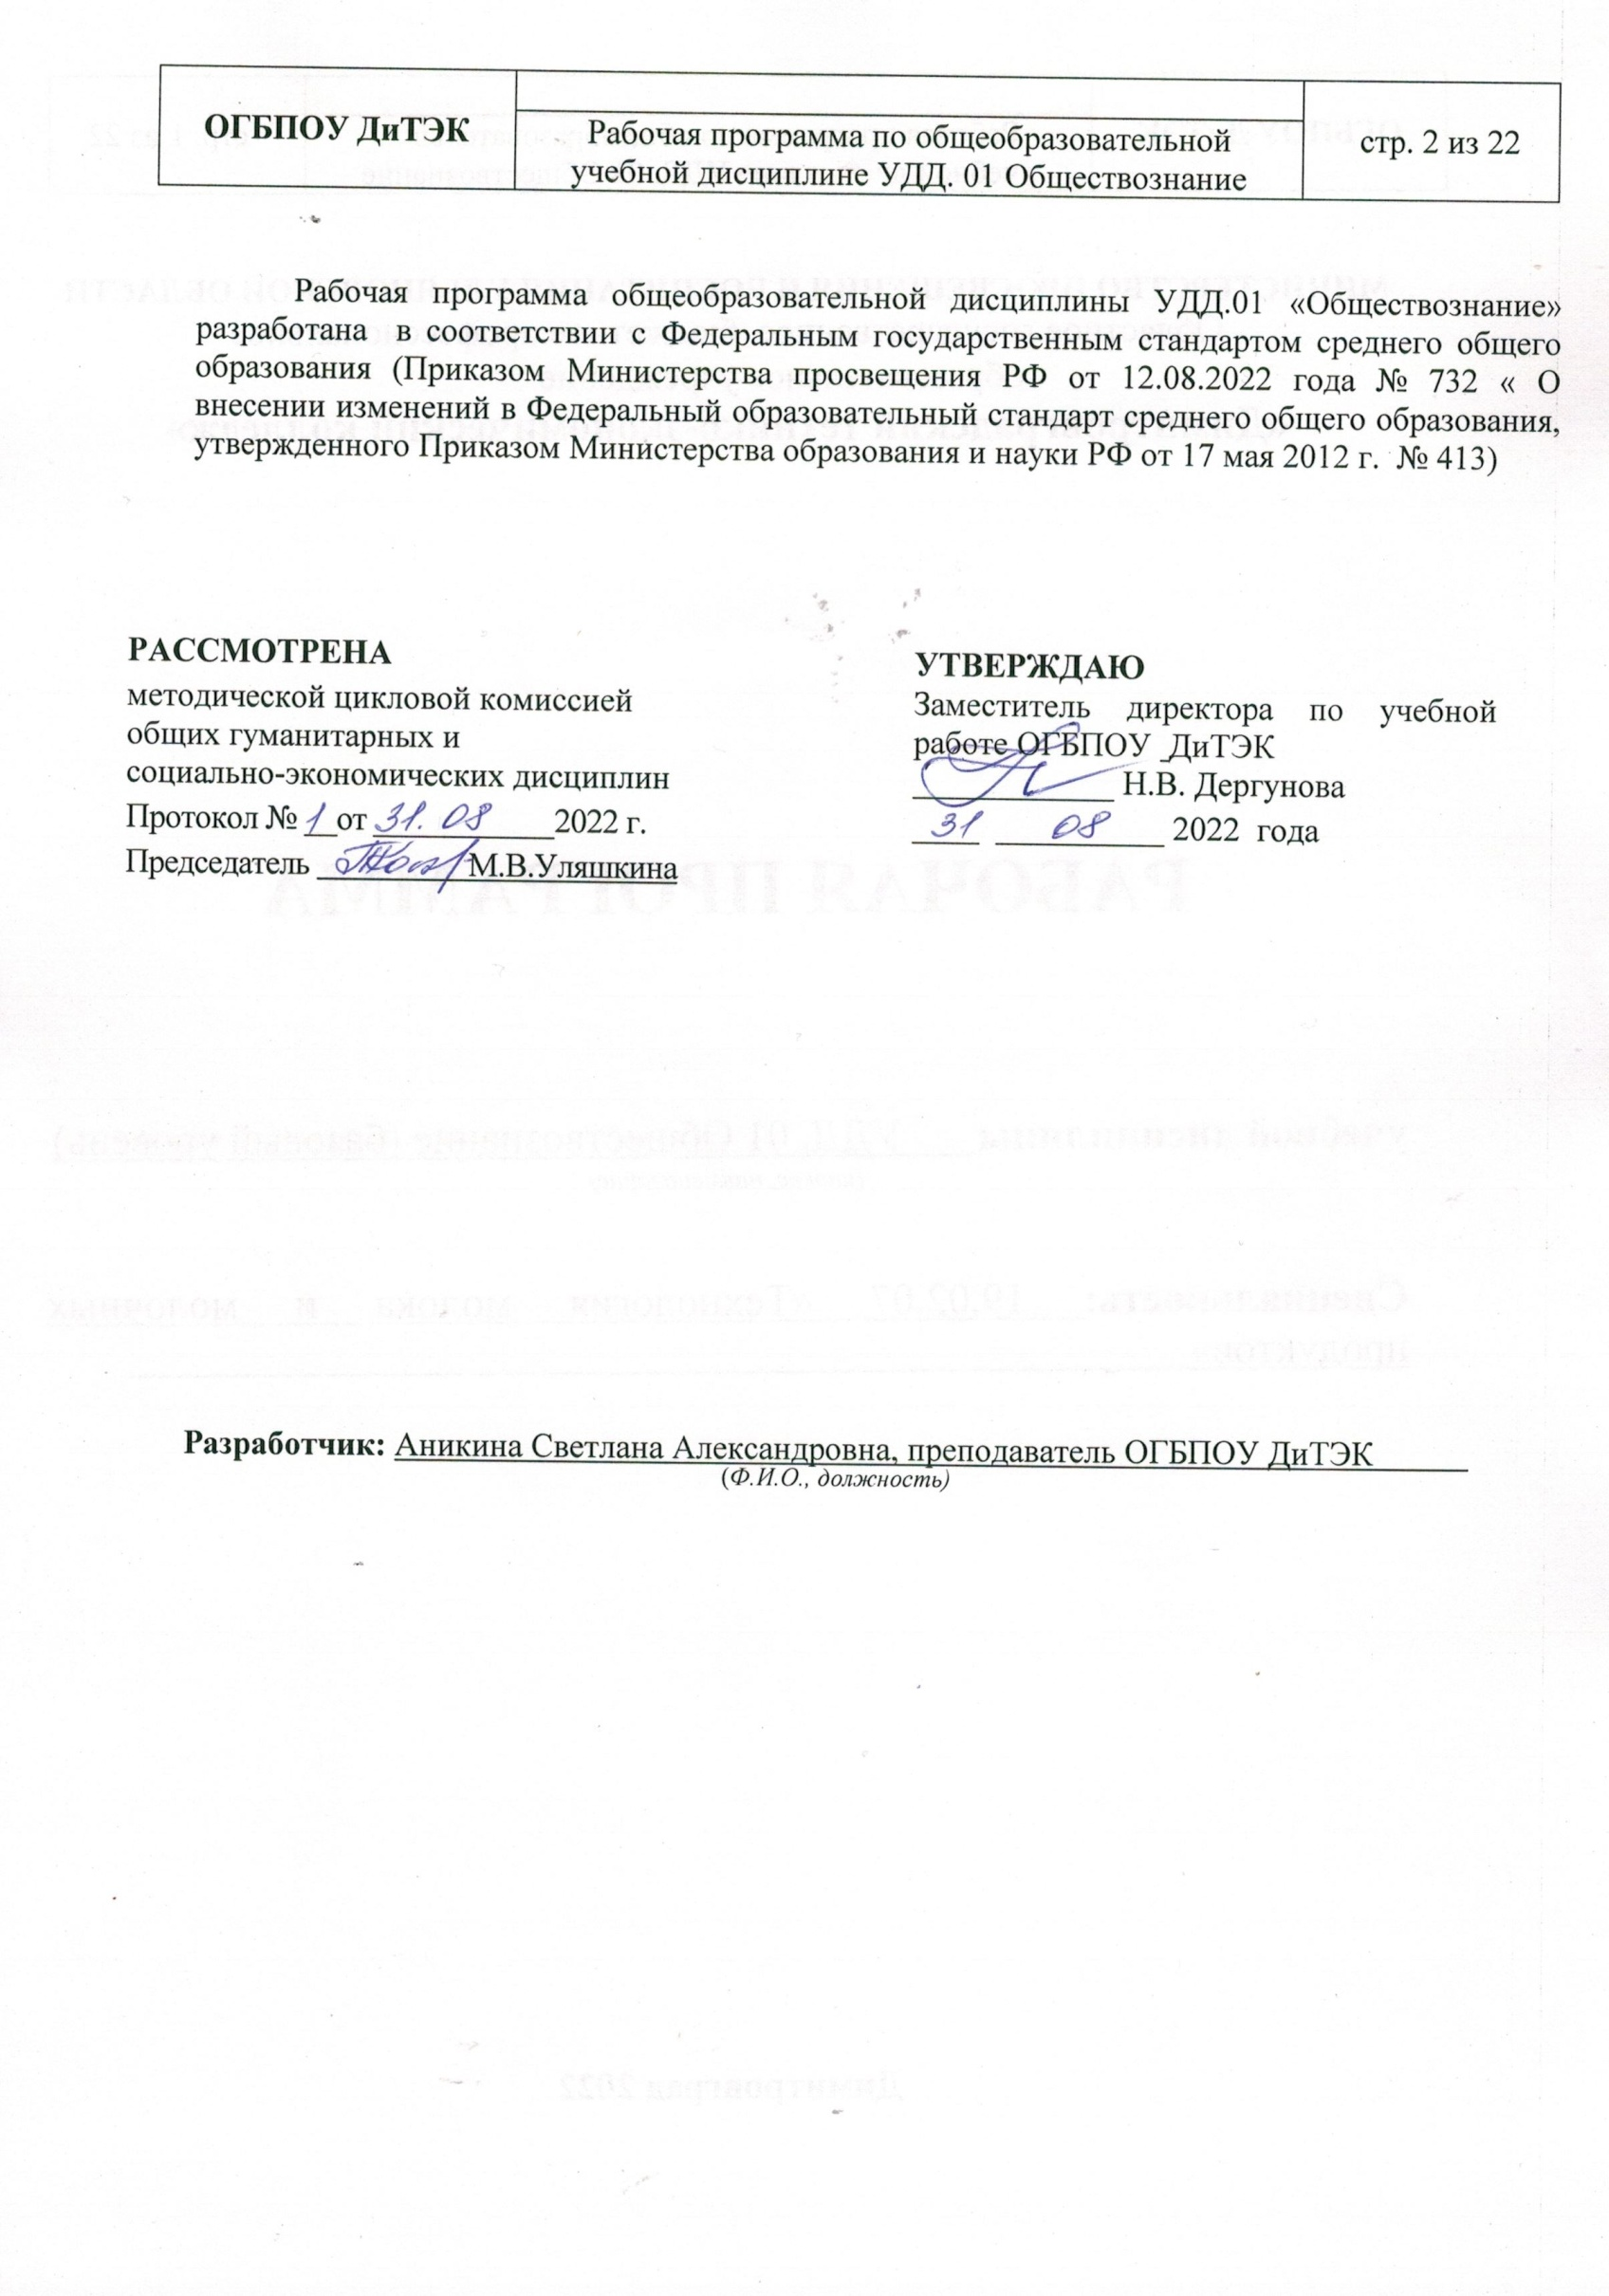 ОГБПОУ ДиТЭК
Рабочая программа по общеобразовательной
учебной дисциплине УДД. 01 Обществознание
стр. 2 из 22
Рабочая программа общеобразовательной дисциплины УДД.01 «Обществознание»
разработана в соответствии с Федеральным государственным стандартом среднего общего
образования (Приказом Министерства просвещения РФ от 12.08.2022 года № 732 « О
внесении изменений в Федеральный образовательный стандарт среднего общего образования,
утвержденного Приказом Министерства образования и науки РФ от 17 мая 2012 г. № 413)
РАССМОТРЕНА
методической цикловой комиссией
общих гуманитарных и
социально-экономических дисциплин
Протокол № 1 от 31. 08 2022 г.
Председатель М.В.Уляшкина
УТВЕРЖДАЮ
Заместитель директора по учебной
работе ОГБПОУ ДиТЭК
Н.В. Дергунова
31 08 2022 года
Разработчик: Аникина Светлана Александровна, преподаватель ОГБПОУ ДиТЭК
(Ф.И.О., должность)